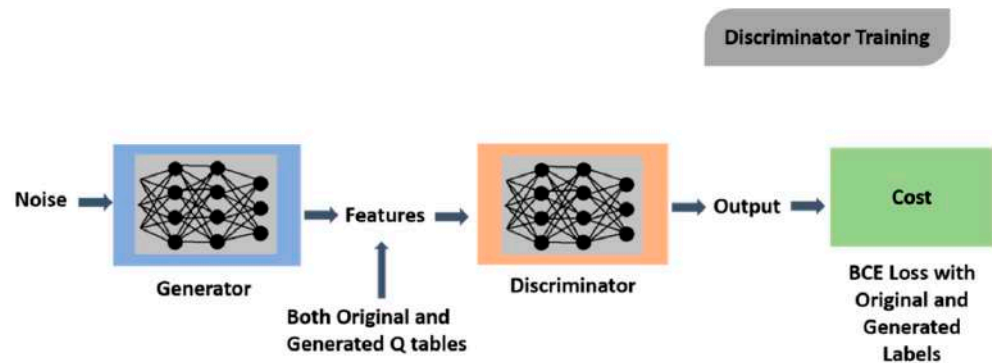 Discriminator Training
Noise
Generator
Features
Both Original and
Generated Q tables
Discriminator
Output
Cost
BCE Loss with
Original and
Generated
Labels